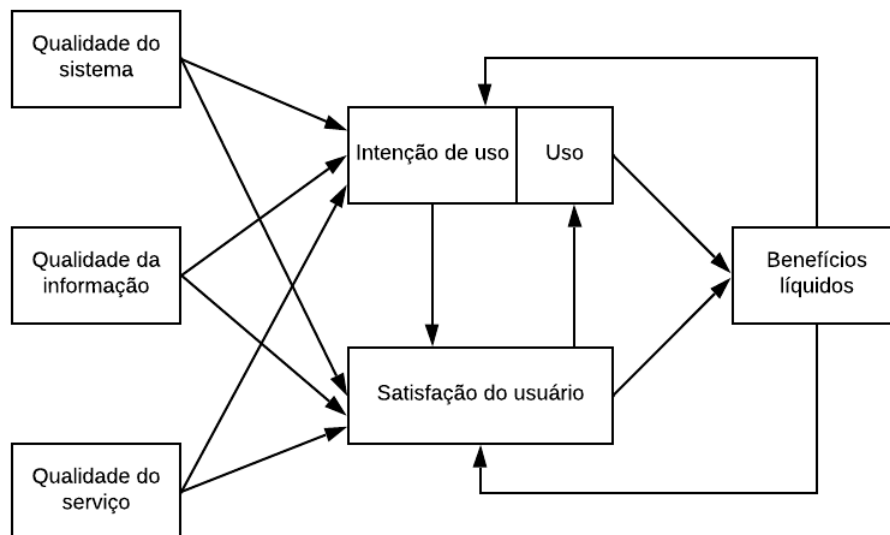 Qualidade do
sistema
Intenção de uso
Uso
Qualidade da
informação
Benefícios
líquidos
Satisfação do usuário
Qualidade do
serviço